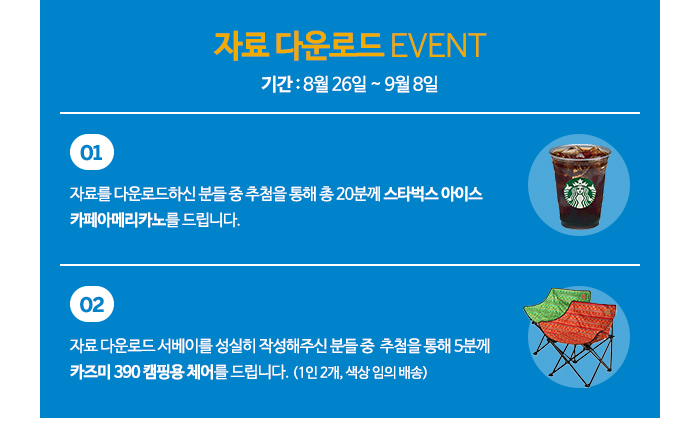 자료 다운로드 EVENT
기간 : 8월 26일 ~ 9월 8일
01
자료를 다운로드하신 분들 중 추첨을 통해 총 20분께 스타벅스 아이스
카페아메리카노를 드립니다.
02
자료 다운로드 서베이를 성실히 작성해주신 분들 중 추첨을 통해 5분께
카즈미 390 캠핑용 체어를 드립니다. (1인 2개, 색상 임의 배송)